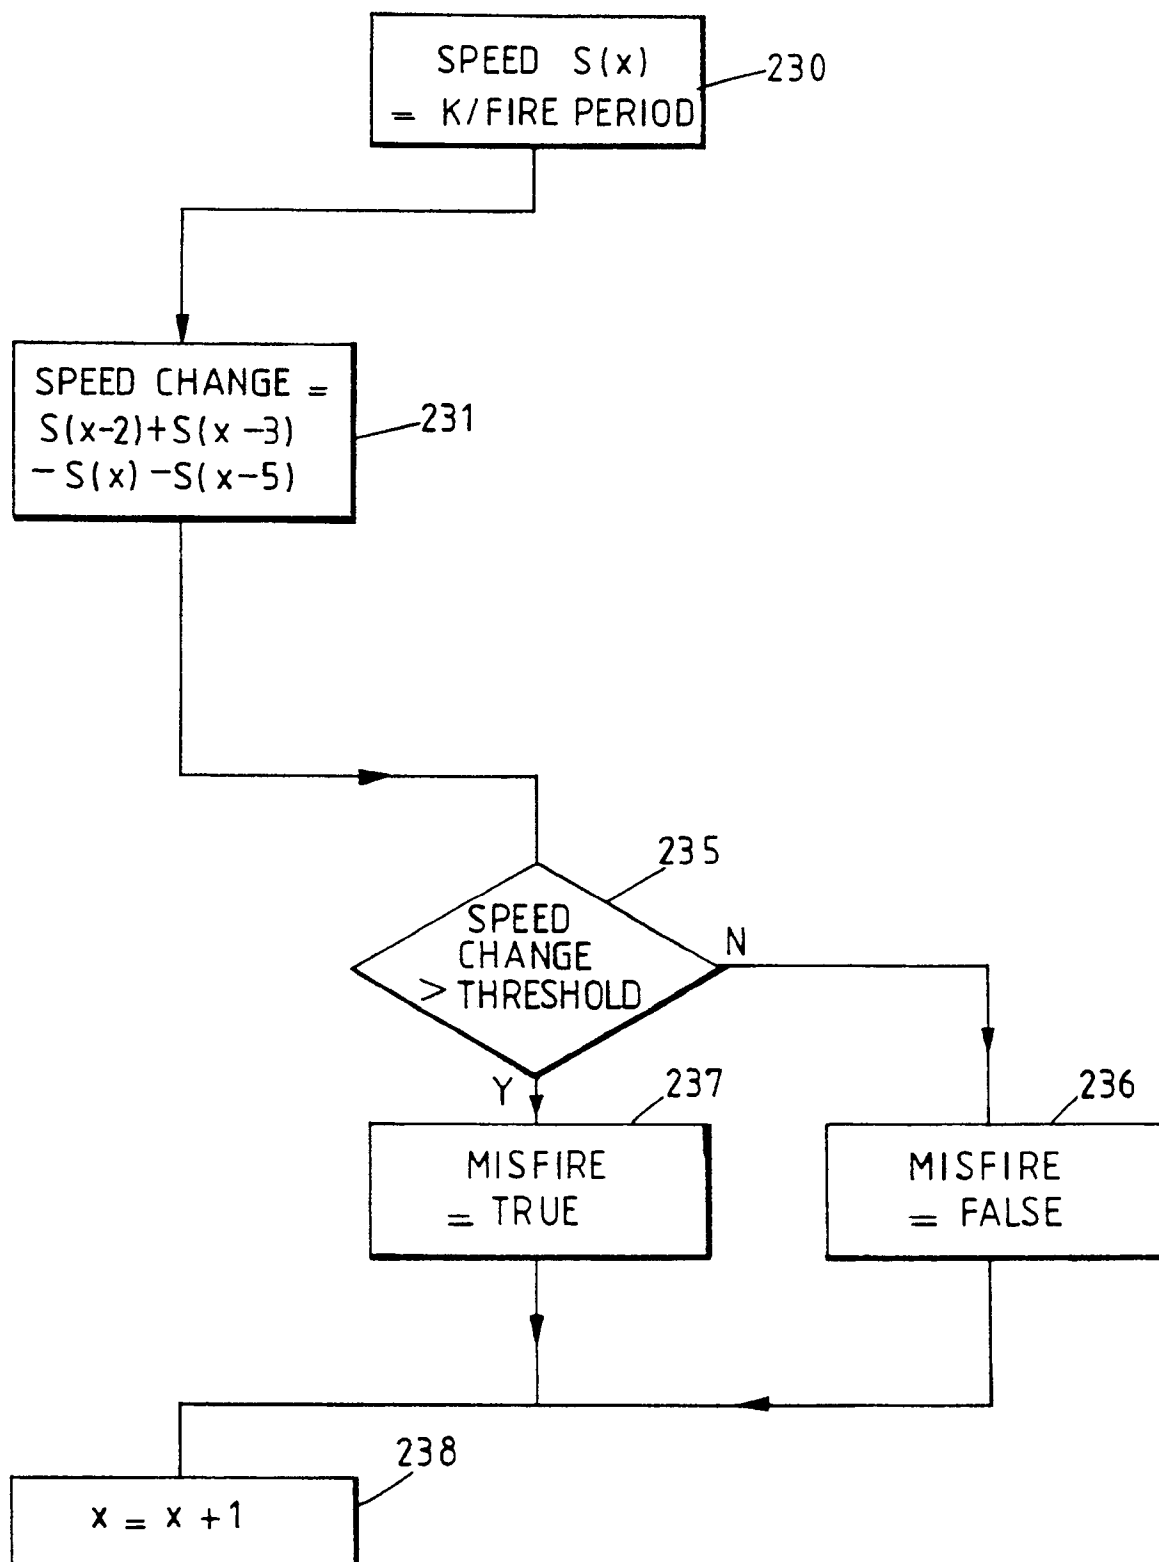 SPEED S(x)
= K/FIRE PERIOD
230
SPEED CHANGE =
S(x-2)+S(x-3)
-S(x)-S(x-5)
231
235
SPEED
CHANGE
> THRESHOLD
N
Y
237
236
MISFIRE
= TRUE
MISFIRE
= FALSE
238
x = x +1